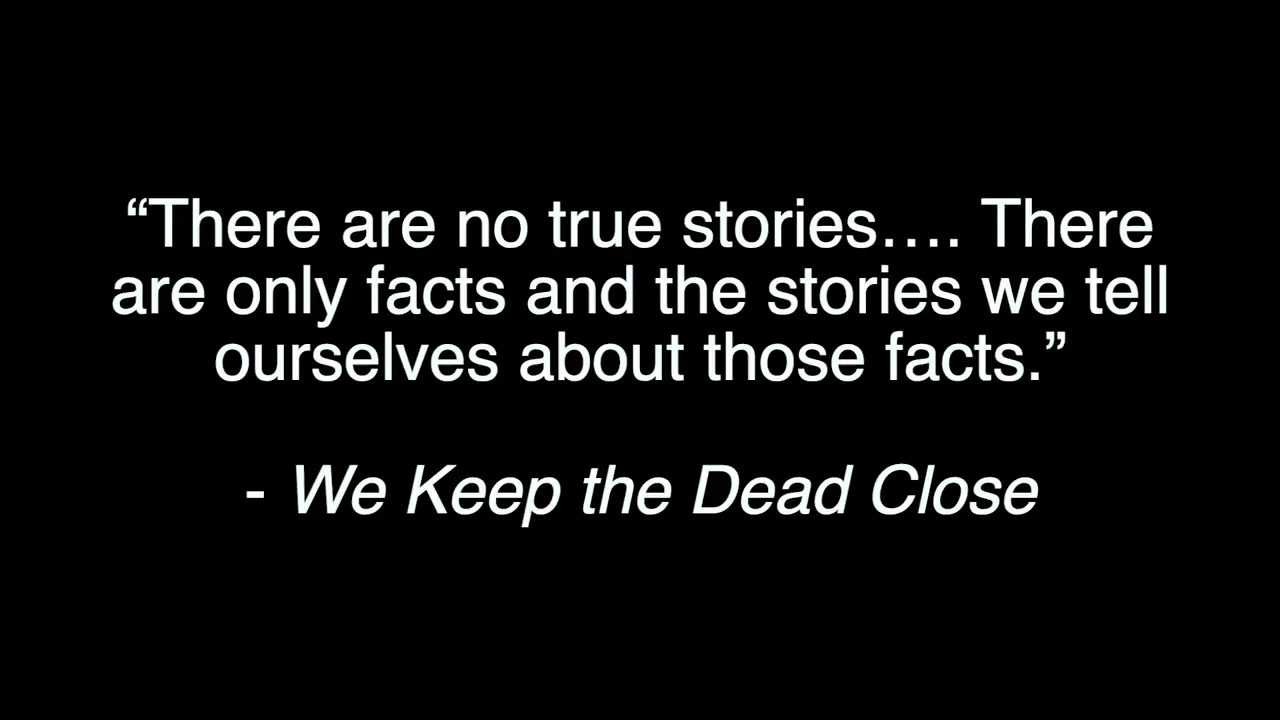 “There are no true stories…. There
are only facts and the stories we tell
ourselves about those facts.”
- We Keep the Dead Close